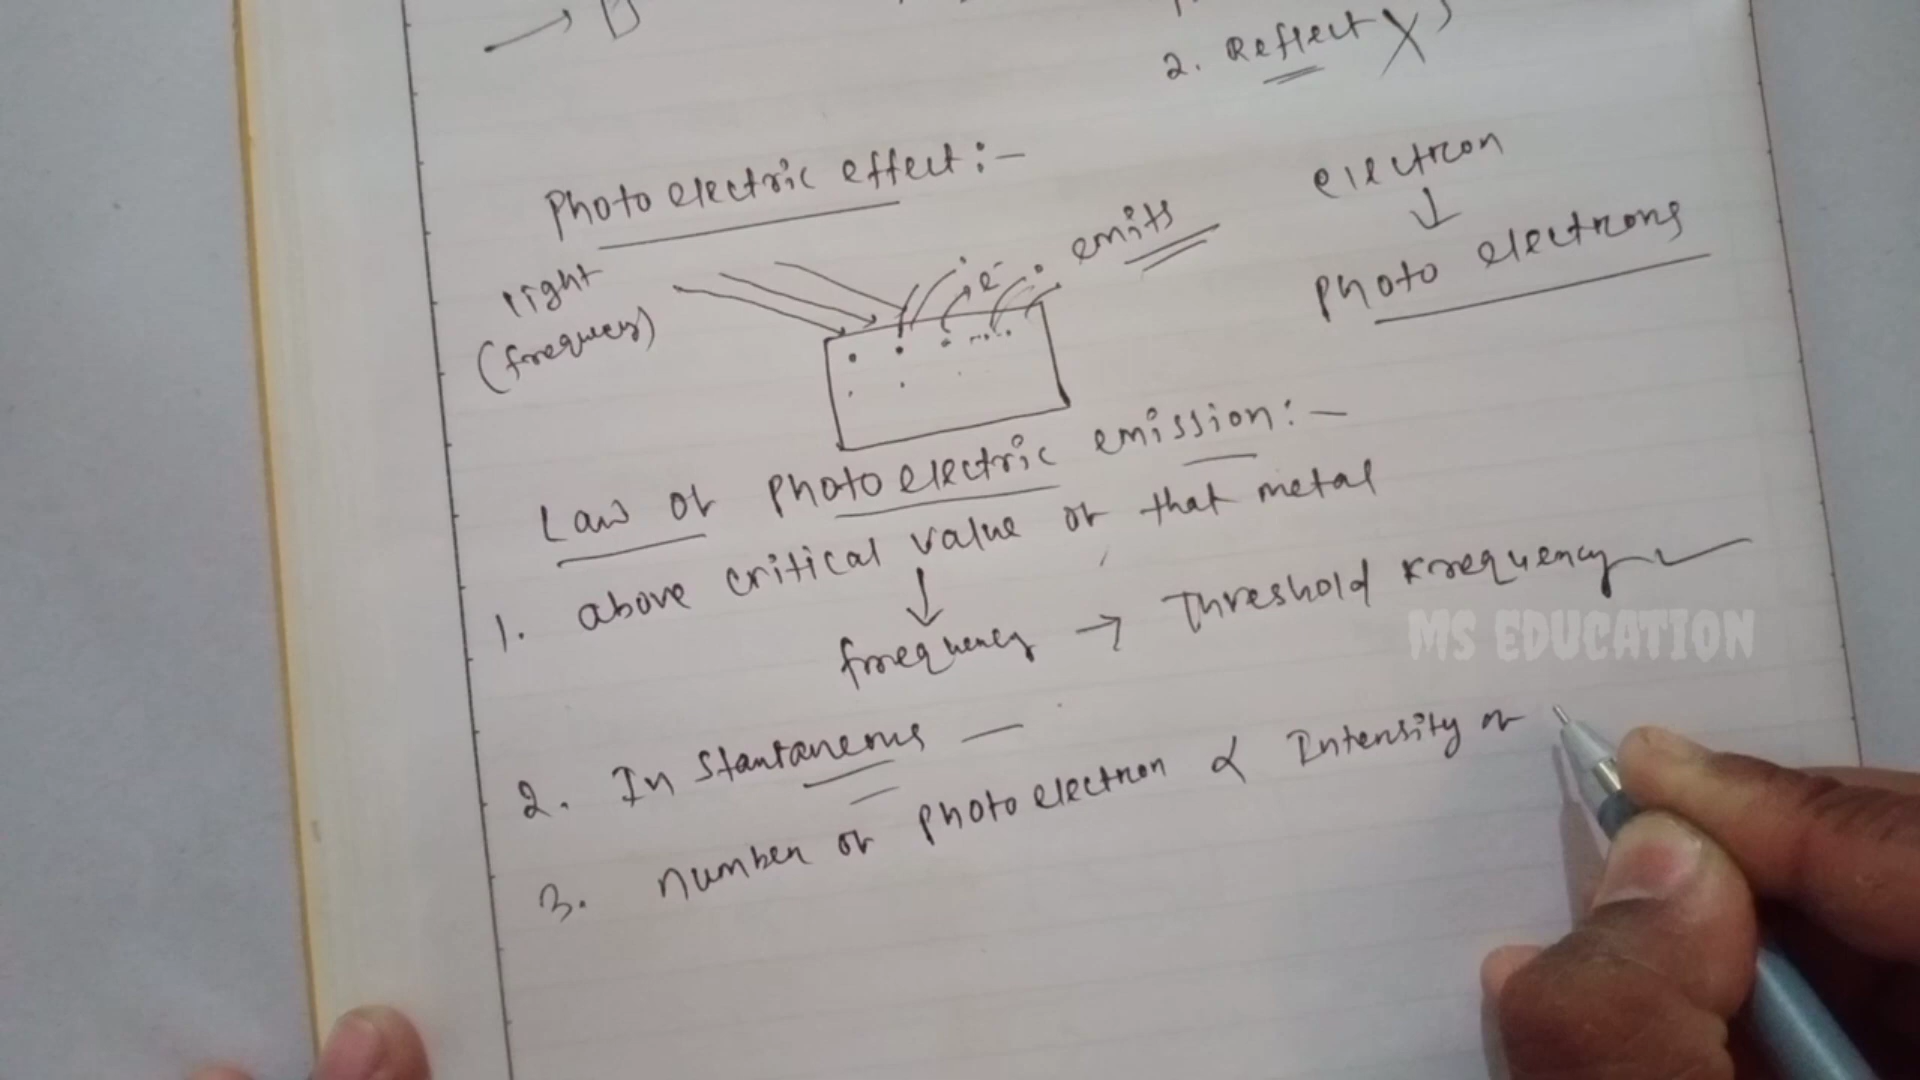 2. Reflect X
Photo electric effect:-
electron
↓
Photo electrons
light
(frequency)
e-
emits
Law of Photo electric emission:-
1. above critical value of that metal
↓
frequency → Threshold frequency
MS EDUCATION
2. In stantaneous —
3. number of photo electron ∝ Intensity of